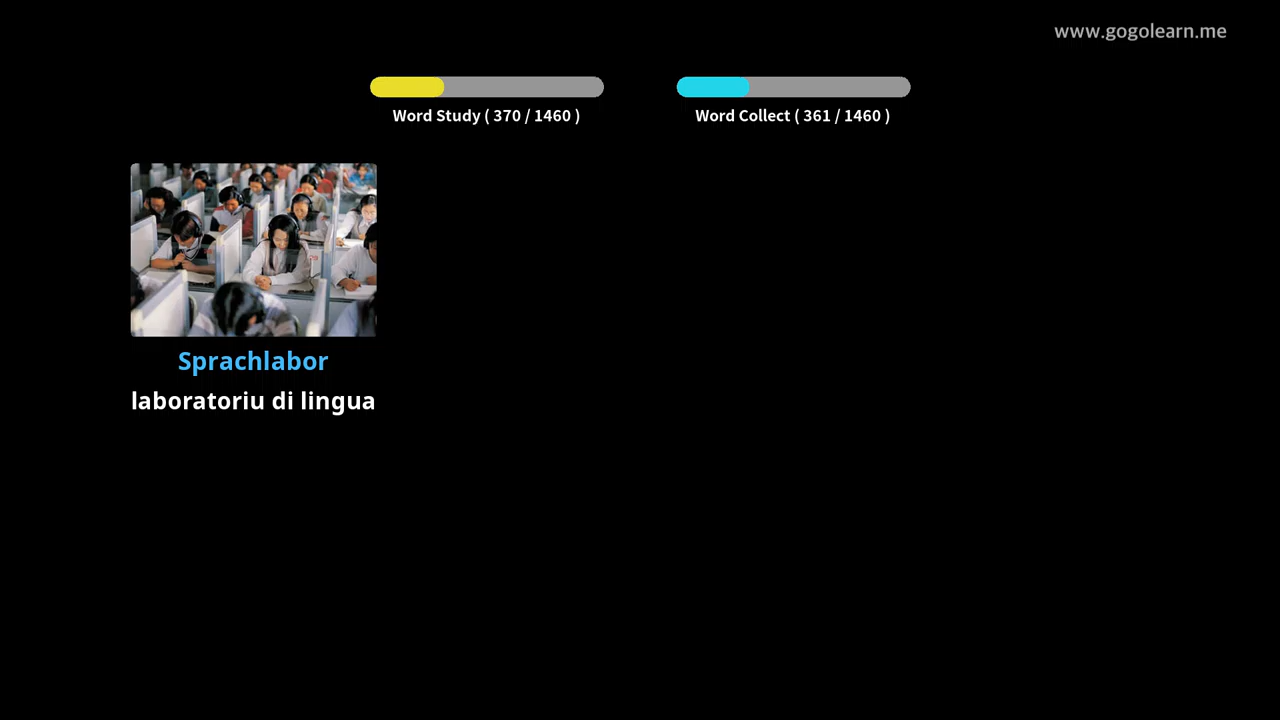 www.gogolearn.me
Word Study ( 370 / 1460 )
Word Collect ( 361 / 1460 )
Sprachlabor
laboratoriu di lingua